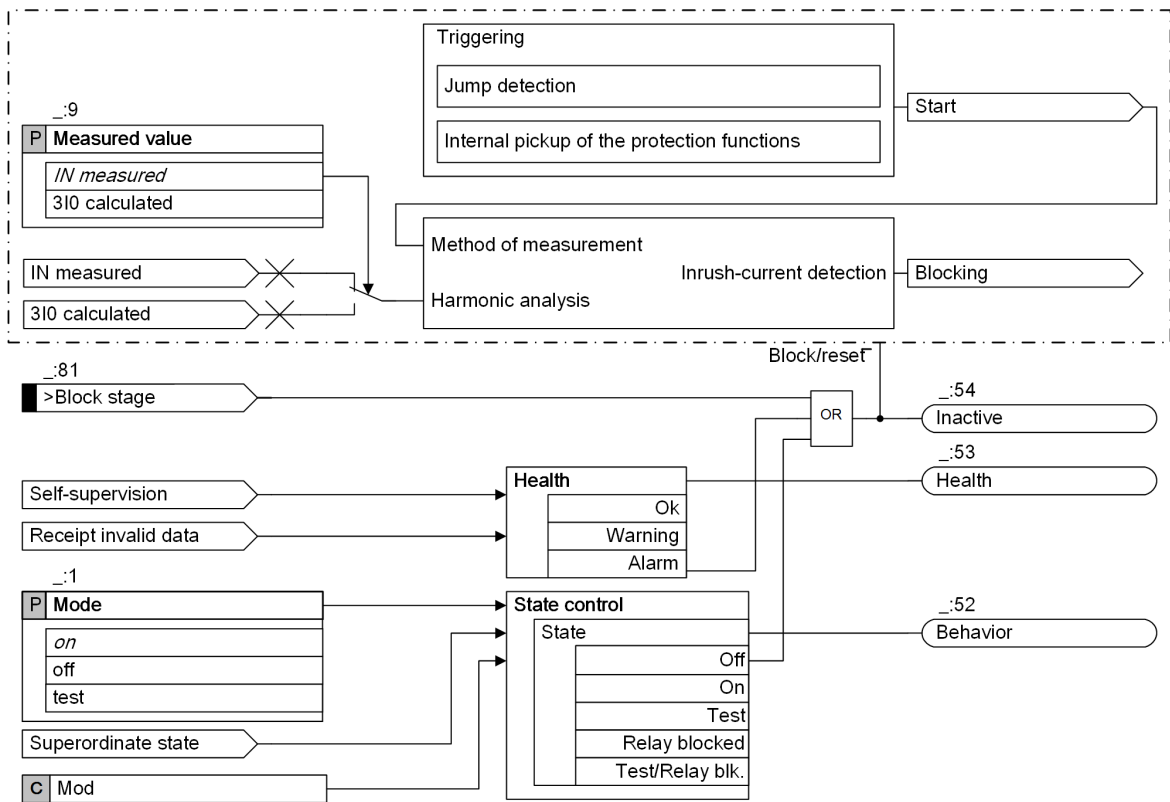 Triggering
Jump detection
Internal pickup of the protection functions
Start
_:9
P Measured value
IN measured
3I0 calculated
IN measured
3I0 calculated
Method of measurement
Inrush-current detection
Harmonic analysis
Blocking
Block/reset
_:81
>Block stage
OR
_:54
Inactive
_:53
Health
Self-supervision
Receipt invalid data
Health
Ok
Warning
Alarm
_:1
P Mode
on
off
test
Superordinate state
C Mod
State control
State
Off
On
Test
Relay blocked
Test/Relay blk.
_:52
Behavior